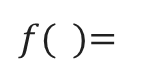 f( )=